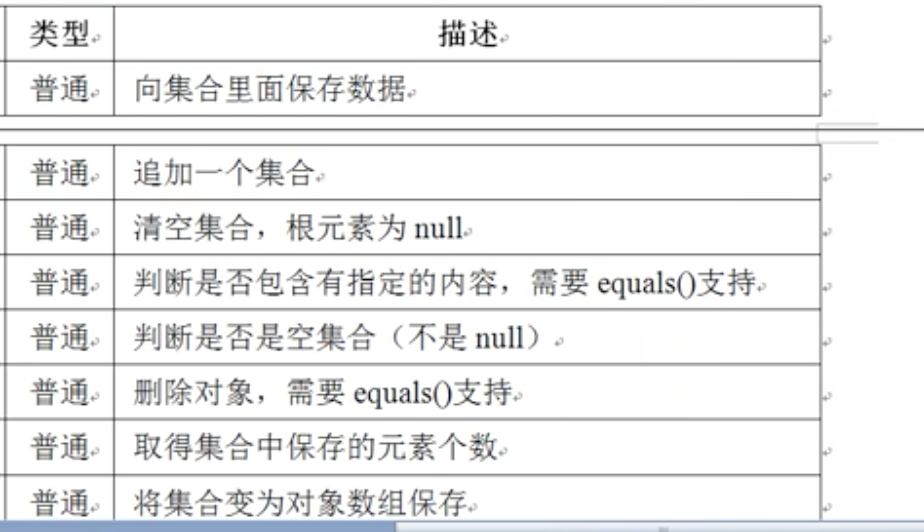 类型 描述
普通 向集合里面保存数据
普通 追加一个集合
普通 清空集合，根元素为 null
普通 判断是否包含有指定的内容，需要 equals()支持
普通 判断是否是空集合（不是 null）
普通 删除对象，需要 equals()支持
普通 取得集合中保存的元素个数
普通 将集合变为对象数组保存